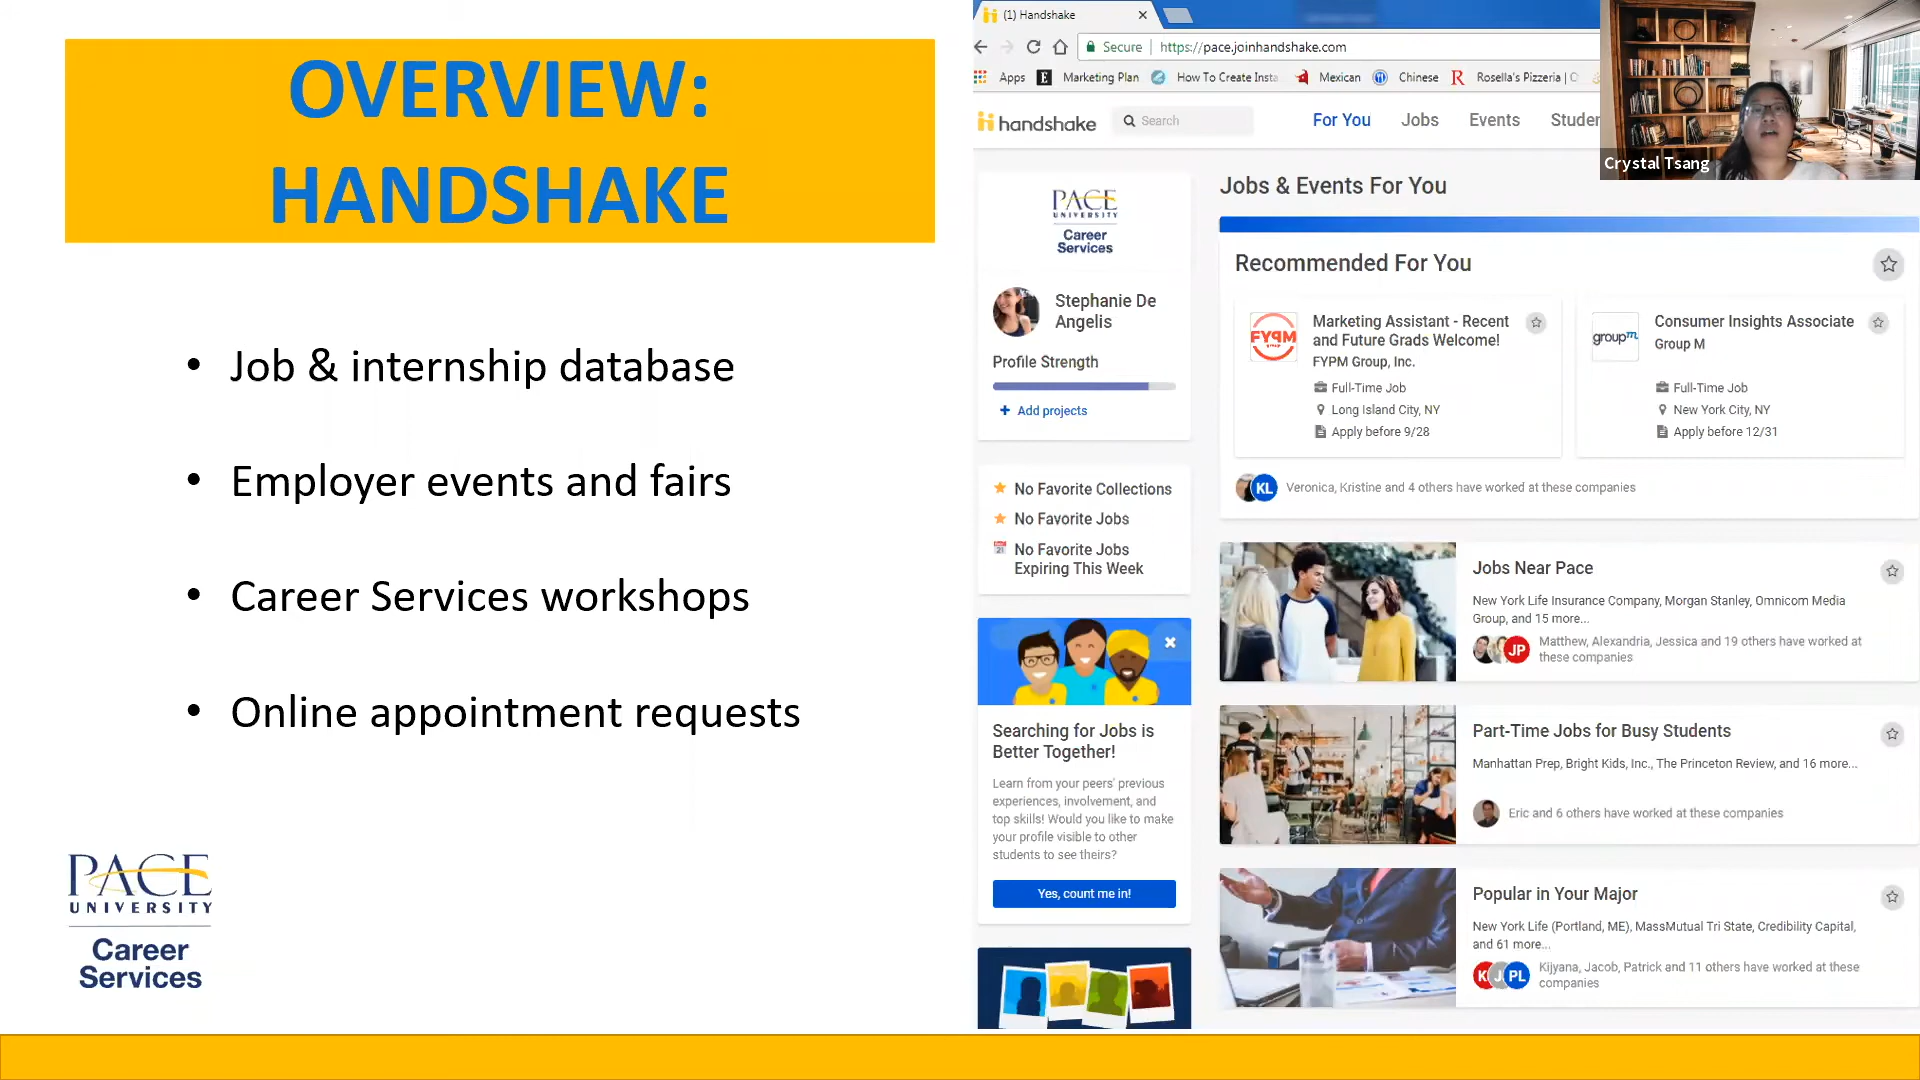 OVERVIEW:
HANDSHAKE
• Job & internship database
• Employer events and fairs
• Career Services workshops
• Online appointment requests
PACE
UNIVERSITY
Career
Services
(1) Handshake
Secure
https://pace.joinhandshake.com
Apps
Marketing Plan
How To Create Insta
Mexican
Chinese
Rosella's Pizzeria |
handshake
Search
For You
Jobs
Events
Studen
Crystal Tsang
PACE
UNIVERSITY
Career
Services
Stephanie De
Angelis
Profile Strength
+ Add projects
No Favorite Collections
No Favorite Jobs
No Favorite Jobs
Expiring This Week
Searching for Jobs is
Better Together!
Learn from your peers' previous
experiences, involvement, and
top skills! Would you like to make
your profile visible to other
students to see theirs?
Yes, count me in!
Jobs & Events For You
Recommended For You
FYPM
group
Marketing Assistant - Recent
and Future Grads Welcome!
FYPM Group, Inc.
Full-Time Job
Long Island City, NY
Apply before 9/28
groupm
Consumer Insights Associate
Group M
Full-Time Job
New York City, NY
Apply before 12/31
KL
Veronica, Kristine and 4 others have worked at these companies
Jobs Near Pace
New York Life Insurance Company, Morgan Stanley, Omnicom Media
Group, and 15 more...
JP
Matthew, Alexandria, Jessica and 19 others have worked at
these companies
Part-Time Jobs for Busy Students
Manhattan Prep, Bright Kids, Inc., The Princeton Review, and 16 more...
Eric and 6 others have worked at these companies
Popular in Your Major
New York Life (Portland, ME), MassMutual Tri State, Credibility Capital,
and 61 more...
K J PL
Kijyana, Jacob, Patrick and 11 others have worked at these
companies